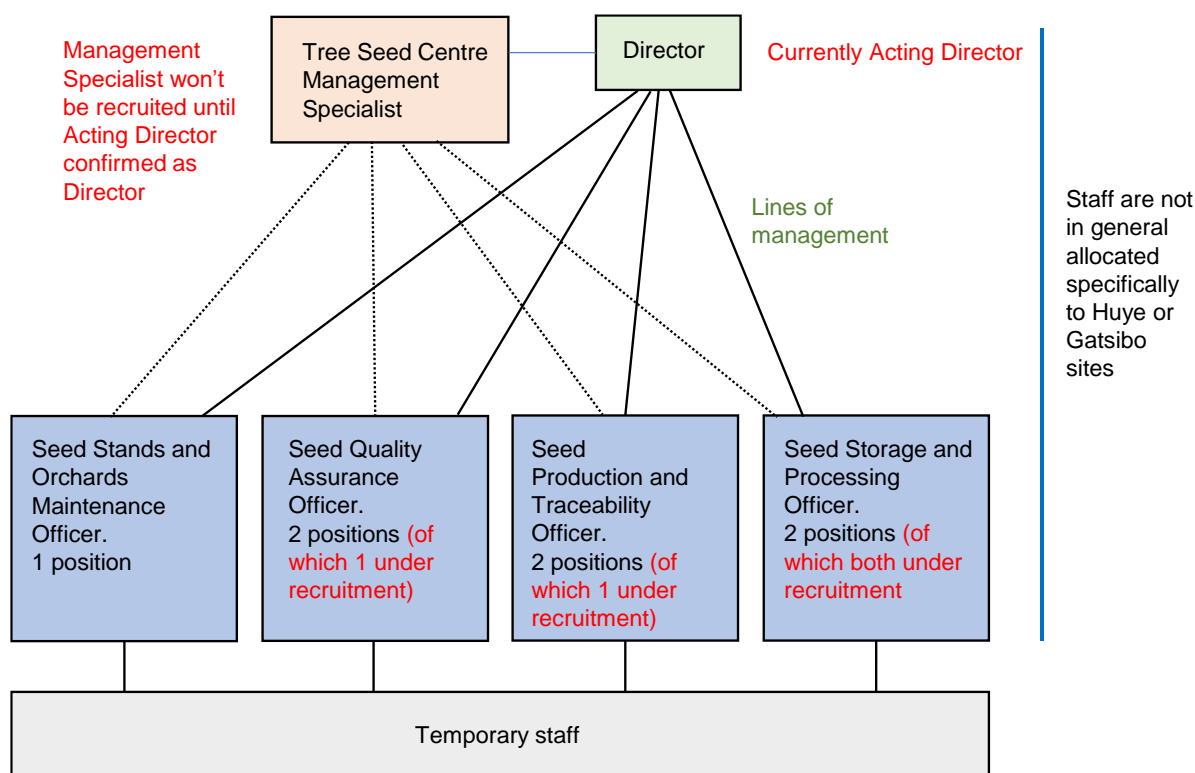 Management
Specialist won't
be recruited until
Acting Director
confirmed as
Director
Tree Seed Centre
Management
Specialist
Director
Currently Acting Director
Lines of
management
Staff are not
in general
allocated
specifically
to Huye or
Gatsibo
sites
Seed Stands and
Orchards
Maintenance
Officer.
1 position
Seed Quality
Assurance
Officer.
2 positions (of
which 1 under
recruitment)
Seed
Production and
Traceability
Officer.
2 positions (of
which 1 under
recruitment)
Seed Storage and
Processing
Officer.
2 positions (of
which both under
recruitment
Temporary staff